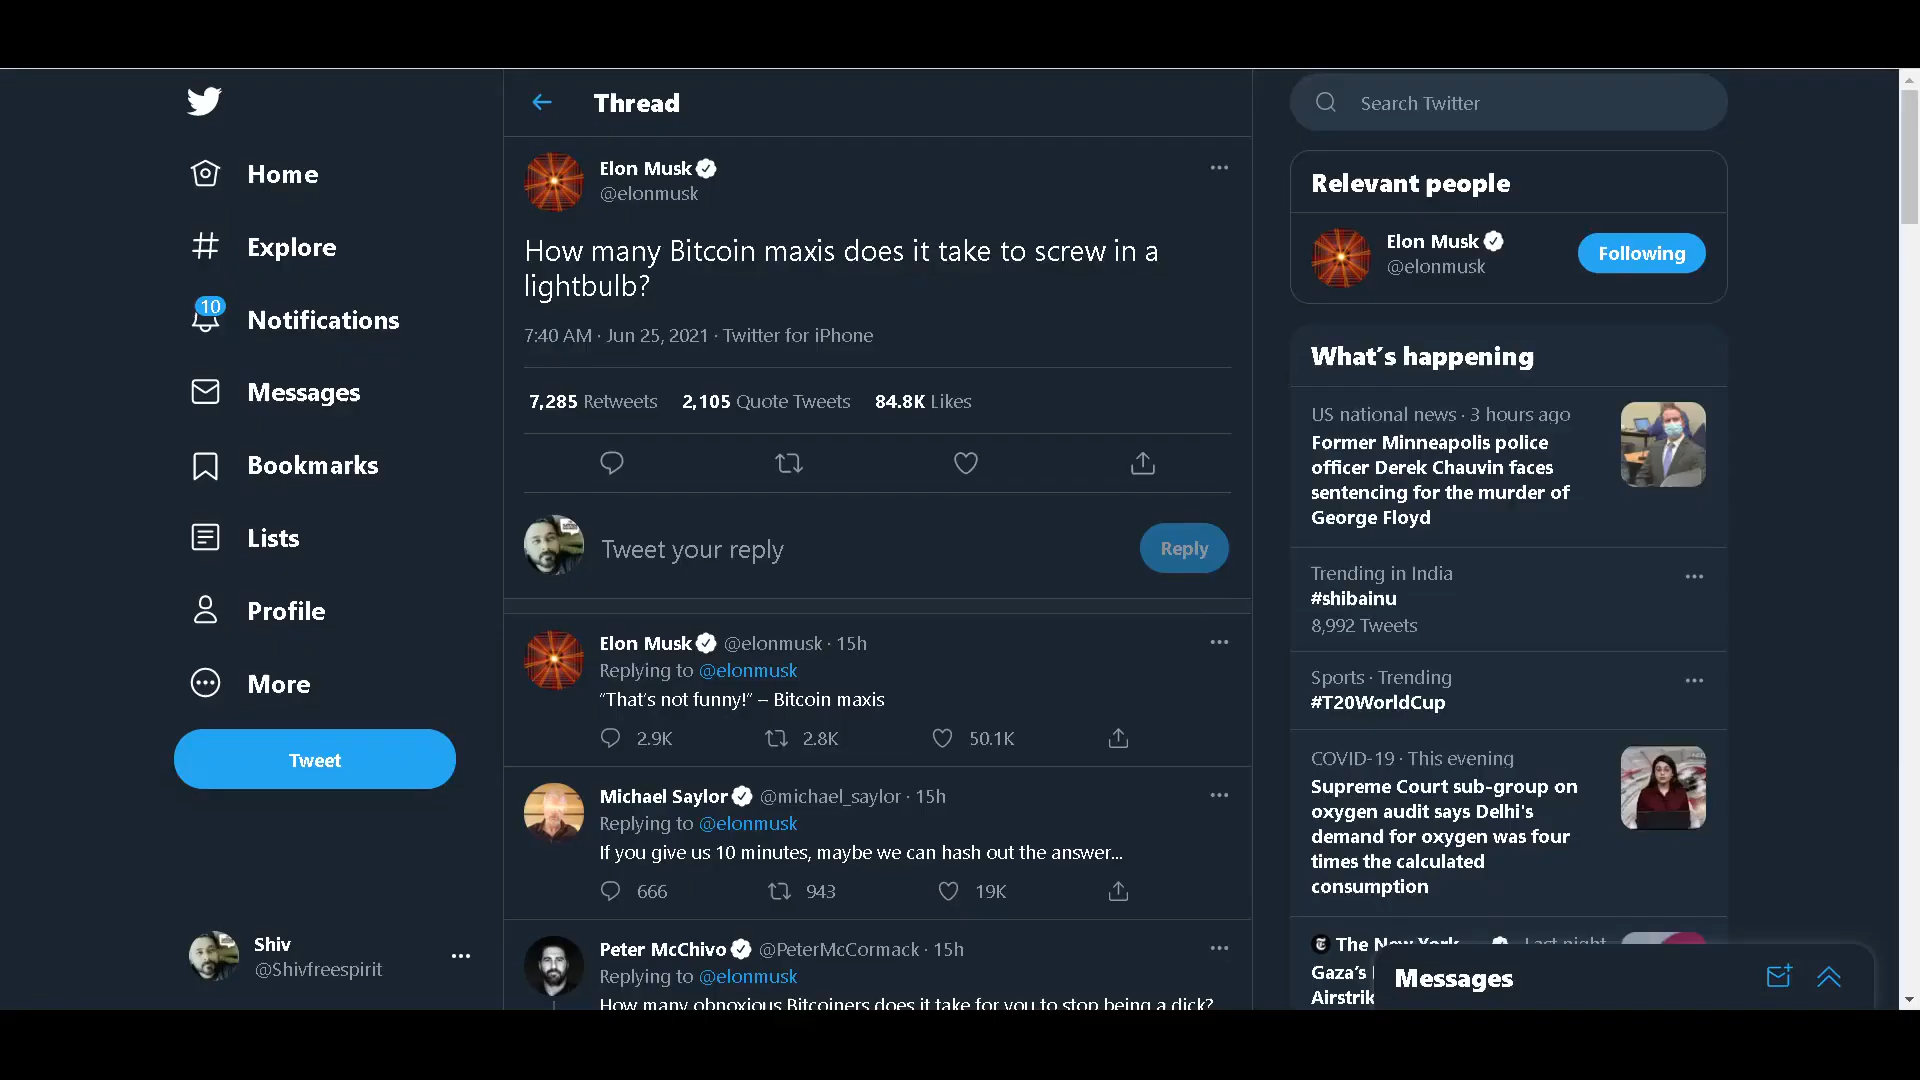 Home
Explore
10
Notifications
Messages
Bookmarks
Lists
Profile
More
Tweet
Shiv
@Shivfreespirit
Thread
Elon Musk
@elonmusk
How many Bitcoin maxis does it take to screw in a
lightbulb?
7:40 AM · Jun 25, 2021 · Twitter for iPhone
7,285 Retweets 2,105 Quote Tweets 84.8K Likes
Tweet your reply
Reply
Elon Musk @elonmusk · 15h
Replying to @elonmusk
“That’s not funny!” – Bitcoin maxis
2.9K 2.8K 50.1K
Michael Saylor @michael_saylor · 15h
Replying to @elonmusk
If you give us 10 minutes, maybe we can hash out the answer...
666 943 19K
Peter McChivo @PeterMcCormack · 15h
Replying to @elonmusk
How many obnoxious Bitcoiners does it take for you to stop being a dick?
Search Twitter
Relevant people
Elon Musk
@elonmusk
Following
What’s happening
US national news · 3 hours ago
Former Minneapolis police
officer Derek Chauvin faces
sentencing for the murder of
George Floyd
Trending in India
#shibainu
8,992 Tweets
Sports · Trending
#T20WorldCup
COVID-19 · This evening
Supreme Court sub-group on
oxygen audit says Delhi's
demand for oxygen was four
times the calculated
consumption
The New York Last night
Gaza’s
Airstrik
Messages